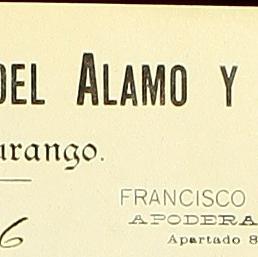 DEL ALAMO Y
urango.
FRANCISCO
APODERA
Apartado 8
6